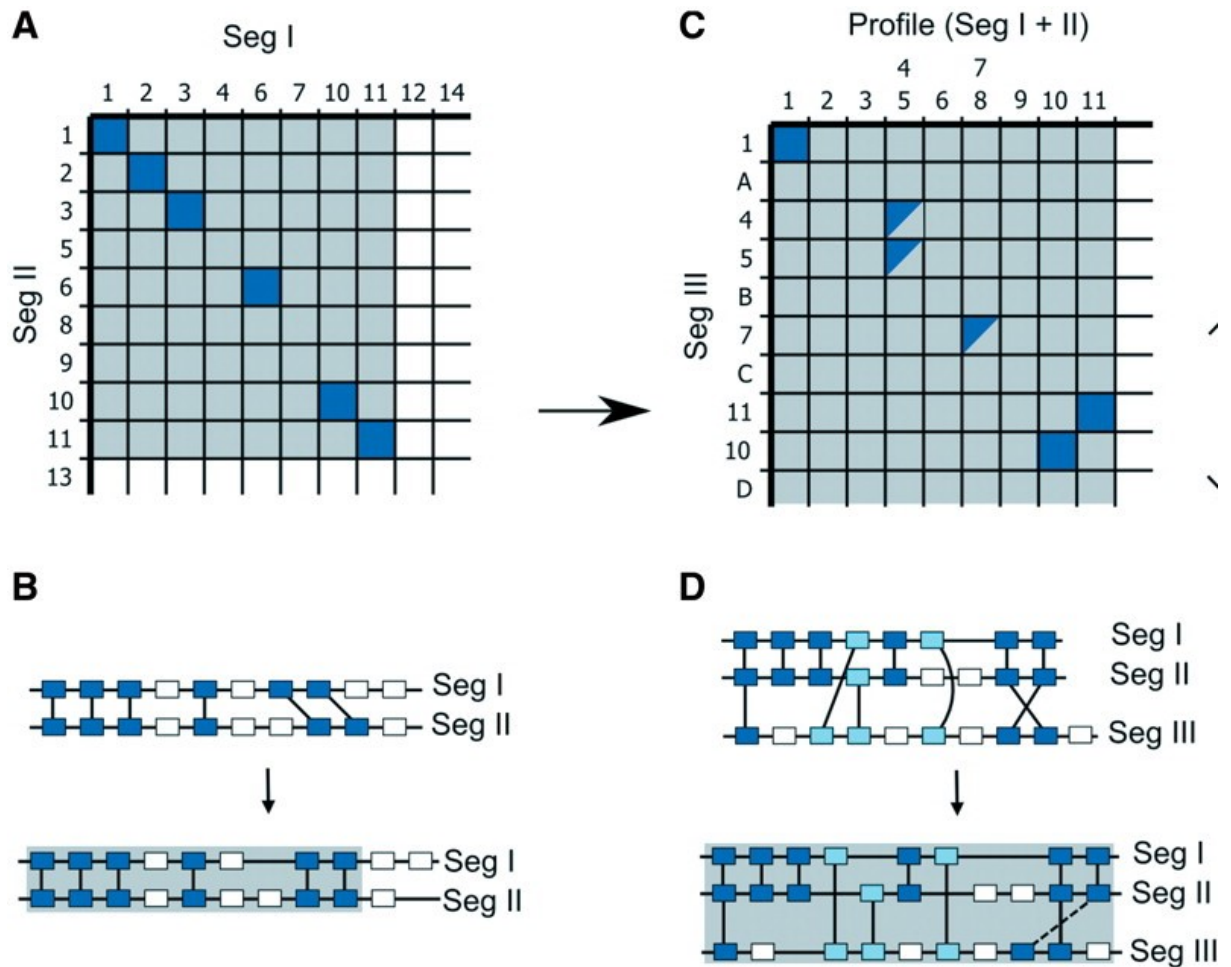 A
Seg I
1 2 3 4 6 7 10 11 12 14
Seg II
1
2
3
5
6
8
9
10
11
13
C
Profile (Seg I + II)
4 7
1 2 3 5 6 8 9 10 11
Seg III
1
A
4
5
B
7
C
11
10
D
B
Seg I
Seg II
Seg I
Seg II
D
Seg I
Seg II
Seg III
Seg I
Seg II
Seg III